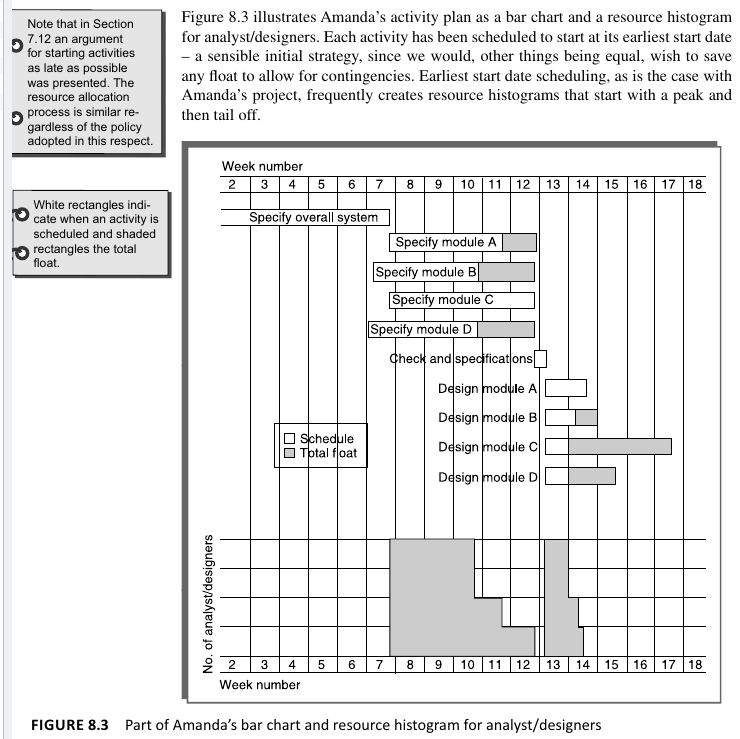 Note that in Section
7.12 an argument
for starting activities
as late as possible
was presented. The
resource allocation
process is similar re-
gardless of the policy
adopted in this respect.
Figure 8.3 illustrates Amanda's activity plan as a bar chart and a resource histogram
for analyst/designers. Each activity has been scheduled to start at its earliest start date
– a sensible initial strategy, since we would, other things being equal, wish to save
any float to allow for contingencies. Earliest start date scheduling, as is the case with
Amanda's project, frequently creates resource histograms that start with a peak and
then tail off.
White rectangles indi-
cate when an activity is
scheduled and shaded
rectangles the total
float.
Week number
2 3 4 5 6 7 8 9 10 11 12 13 14 15 16 17 18
Specify overall system
Specify module A
Specify module B
Specify module C
Specify module D
Check and specifications
Design module A
Design module B
Design module C
Design module D
Schedule
Total float
No. of analyst/designers
2 3 4 5 6 7 8 9 10 11 12 13 14 15 16 17 18
Week number
FIGURE 8.3 Part of Amanda's bar chart and resource histogram for analyst/designers